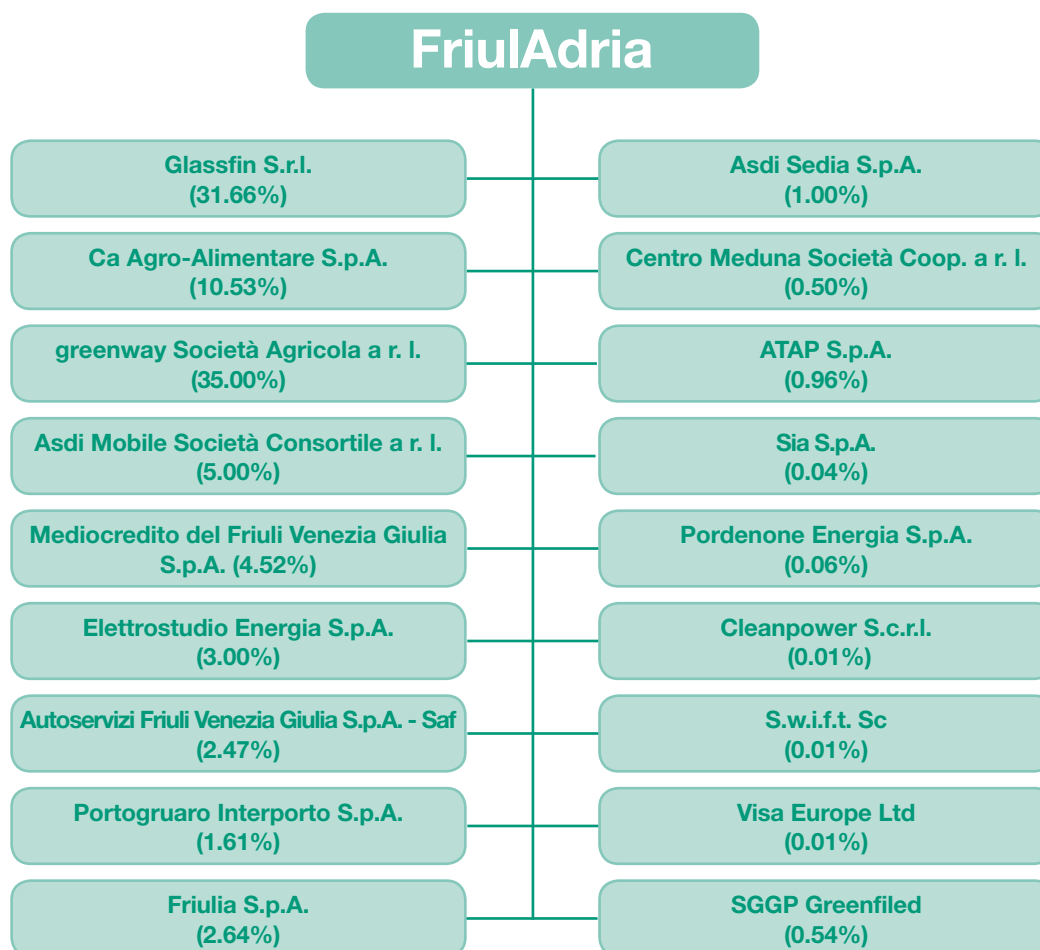 FriulAdria
Glassfin S.r.l.
(31.66%)
Asdi Sedia S.p.A.
(1.00%)
Ca Agro-Alimentare S.p.A.
(10.53%)
Centro Meduna Società Coop. a r. l.
(0.50%)
greenway Società Agricola a r. l.
(35.00%)
ATAP S.p.A.
(0.96%)
Asdi Mobile Società Consortile a r. l.
(5.00%)
Sia S.p.A.
(0.04%)
Mediocredito del Friuli Venezia Giulia
S.p.A. (4.52%)
Pordenone Energia S.p.A.
(0.06%)
Elettrostudio Energia S.p.A.
(3.00%)
Cleanpower S.c.r.l.
(0.01%)
Autoservizi Friuli Venezia Giulia S.p.A. - Saf
(2.47%)
S.w.i.f.t. Sc
(0.01%)
Portogruaro Interporto S.p.A.
(1.61%)
Visa Europe Ltd
(0.01%)
Friulia S.p.A.
(2.64%)
SGGP Greenfiled
(0.54%)